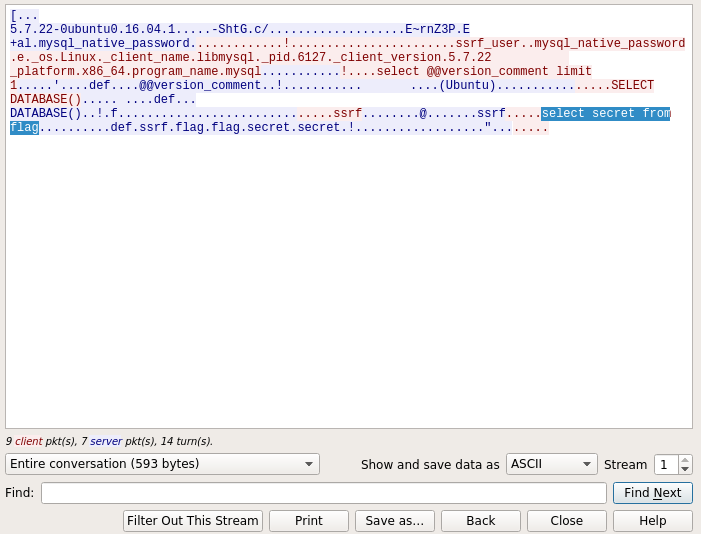 [...
5.7.22-0ubuntu0.16.04.1.....-ShtG.c/...................E~rnZ3P.E
+al.mysql_native_password.............!.......................ssrf_user..mysql_native_password
.e._os.Linux._client_name.libmysql._pid.6127._client_version.5.7.22
_platform.x86_64.program_name.mysql...........!....select @@version_comment limit
1.....'....def....@@version_comment..!........... ....(Ubuntu)................SELECT
DATABASE()..... ....def...
DATABASE()..!.f..............................ssrf........@.......ssrf.....select secret from
flag..........def.ssrf.flag.flag.secret.secret.!..................."........
9 client pkt(s), 7 server pkt(s), 14 turn(s).
Entire conversation (593 bytes) Show and save data as ASCII Stream 1
Find: Find Next
Filter Out This Stream Print Save as... Back Close Help